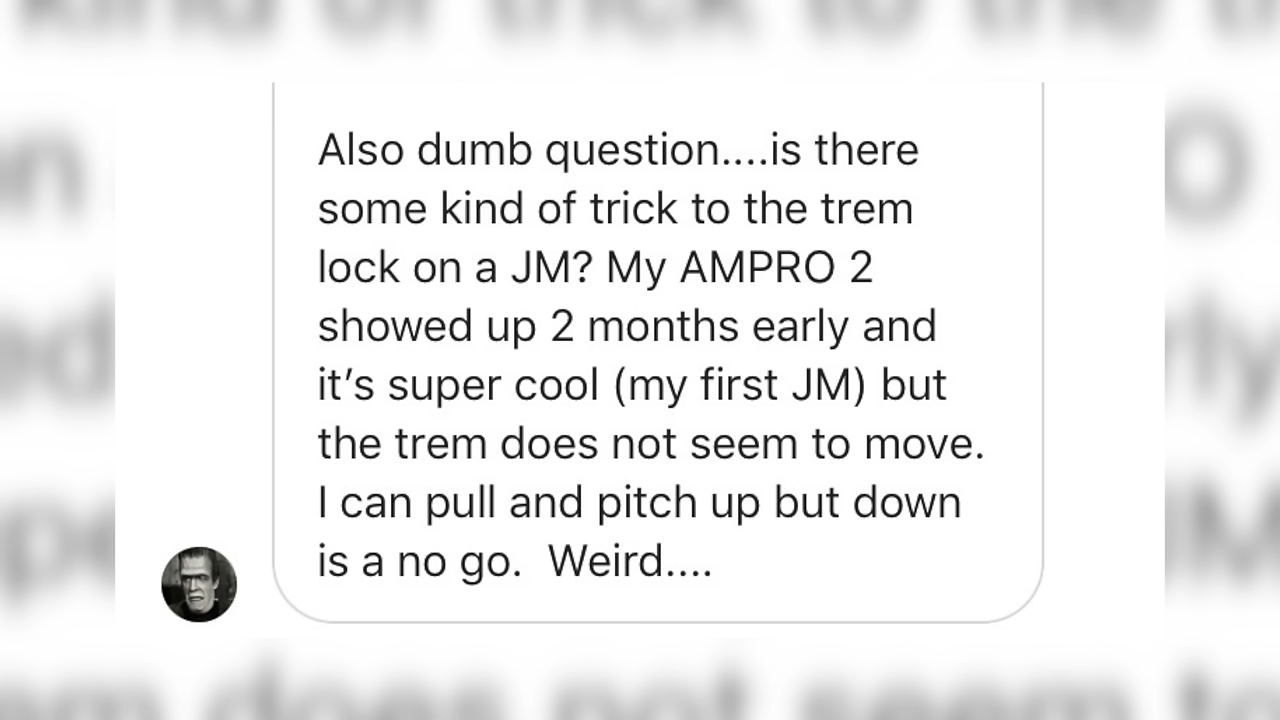 Also dumb question....is there
some kind of trick to the trem
lock on a JM? My AMPRO 2
showed up 2 months early and
it’s super cool (my first JM) but
the trem does not seem to move.
I can pull and pitch up but down
is a no go.  Weird....